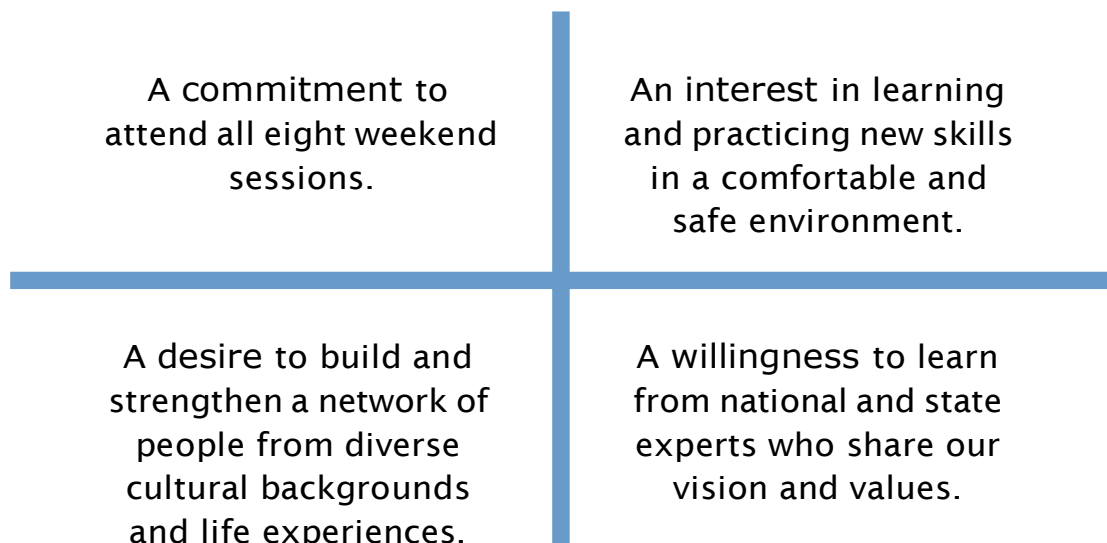 A commitment to
attend all eight weekend
sessions.
An interest in learning
and practicing new skills
in a comfortable and
safe environment.
A desire to build and
strengthen a network of
people from diverse
cultural backgrounds
and life experiences.
A willingness to learn
from national and state
experts who share our
vision and values.